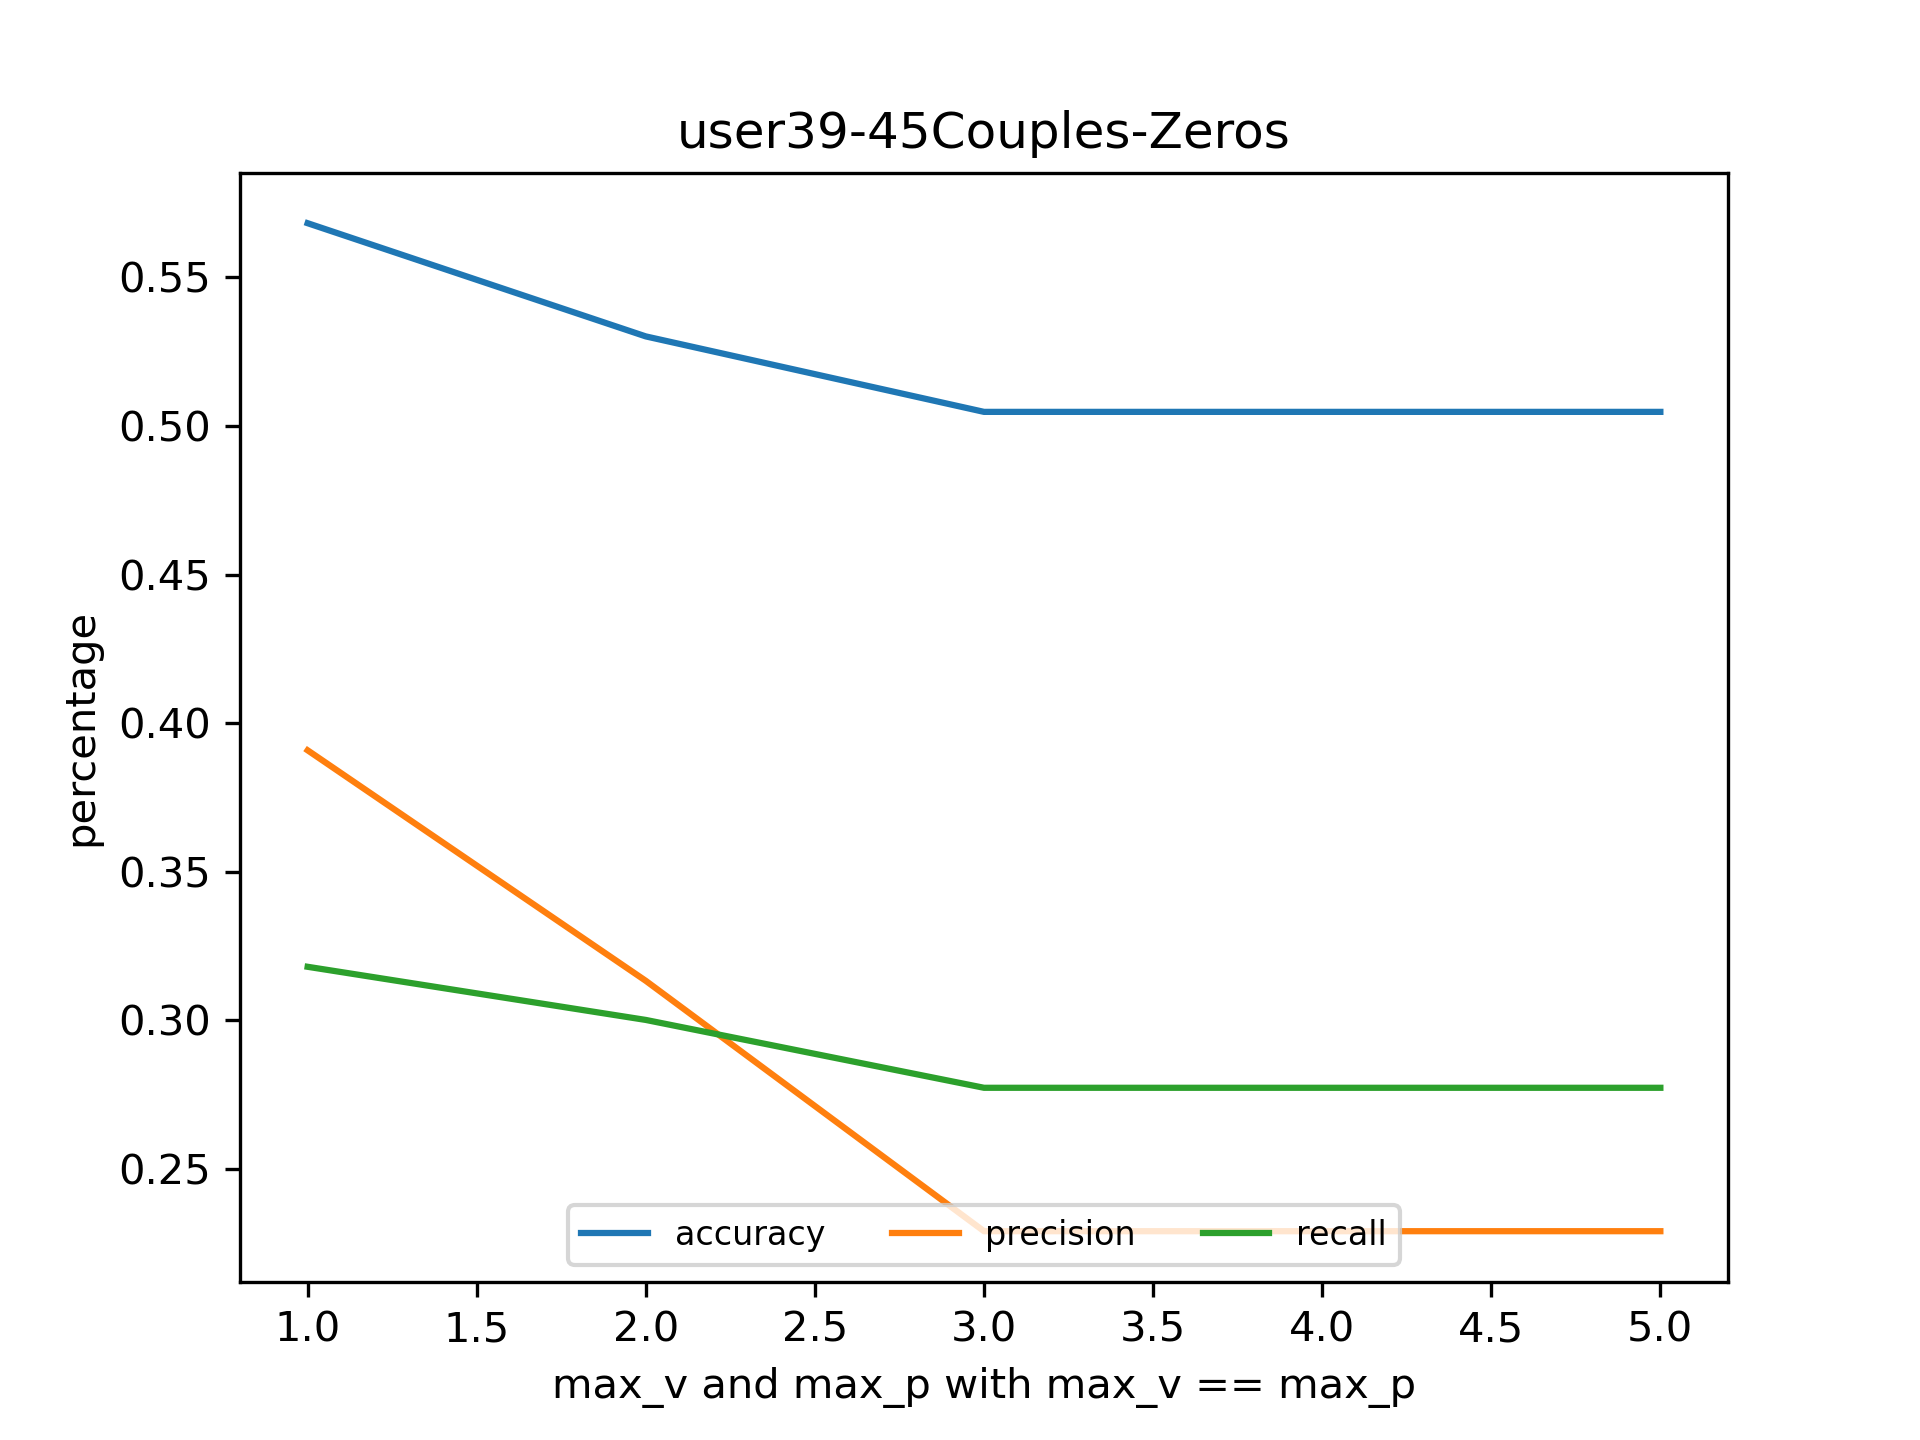 user39-45Couples-Zeros
percentage
0.55
0.50
0.45
0.40
0.35
0.30
0.25
accuracy precision recall
1.0 1.5 2.0 2.5 3.0 3.5 4.0 4.5 5.0
max_v and max_p with max_v == max_p